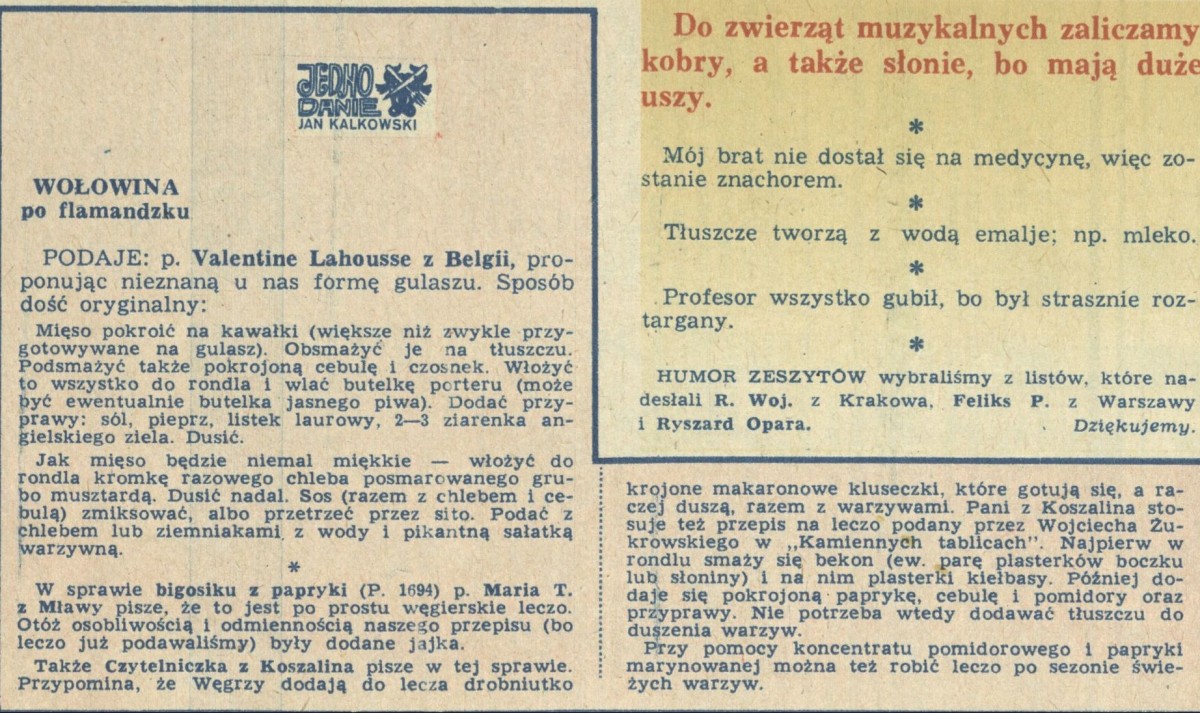 JEDNO
DANIE
JAN KALKOWSKI
WOŁOWINA
po flamandzku
PODAJE: p. Valentine Lahousse z Belgii, pro-
ponując nieznaną u nas formę gulaszu. Sposób
dość oryginalny:
Mięso pokroić na kawałki (większe niż zwykle przy-
gotowywane na gulasz). Obsmażyć je na tłuszczu.
Podsmażyć także pokrojoną cebulę i czosnek. Włożyć
to wszystko do rondla i wlać butelkę porteru (może
być ewentualnie butelka jasnego piwa). Dodać przy-
prawy: sól, pieprz, listek laurowy, 2—3 ziarenka an-
gielskiego ziela. Dusić.
Jak mięso będzie niemal miękkie — włożyć do
rondla kromkę razowego chleba posmarowanego gru-
bo musztardą. Dusić nadal. Sos (razem z chlebem i ce-
bulą) zmiksować, albo przetrzeć przez sito. Podać z
chlebem lub ziemniakami z wody i pikantną sałatką
warzywną.
*
W sprawie bigosiku z papryki (P. 1694) p. Maria T.
z Mławy pisze, że to jest po prostu węgierskie leczo.
Otóż osobliwością i odmiennością naszego przepisu (bo
leczo już podawaliśmy) były dodane jajka.
Także Czytelniczka z Koszalina pisze w tej sprawie.
Przypomina, że Węgrzy dodają do lecza drobniutko
krojone makaronowe kluseczki, które gotują się, a ra-
czej duszą, razem z warzywami. Pani z Koszalina sto-
suje też przepis na leczo podany przez Wojciecha Żu-
krowskiego w „Kamiennych tablicach”. Najpierw w
rondlu smaży się bekon (ew. parę plasterków boczku
lub słoniny) i na nim plasterki kiełbasy. Później do-
daje się pokrojoną paprykę, cebulę i pomidory oraz
przyprawy. Nie potrzeba wtedy dodawać tłuszczu do
duszenia warzyw.
Przy pomocy koncentratu pomidorowego i papryki
marynowanej można też robić leczo po sezonie świe-
żych warzyw.
Do zwierząt muzykalnych zaliczamy
kobry, a także słonie, bo mają duże
uszy.
*
Mój brat nie dostał się na medycynę, więc zo-
stanie znachorem.
*
Tłuszcze tworzą z wodą emalje; np. mleko.
*
Profesor wszystko gubił, bo był strasznie roz-
targany.
*
HUMOR ZESZYTÓW wybraliśmy z listów, które na-
desłali R. Woj. z Krakowa, Feliks P. z Warszawy
i Ryszard Opara. Dziękujemy.